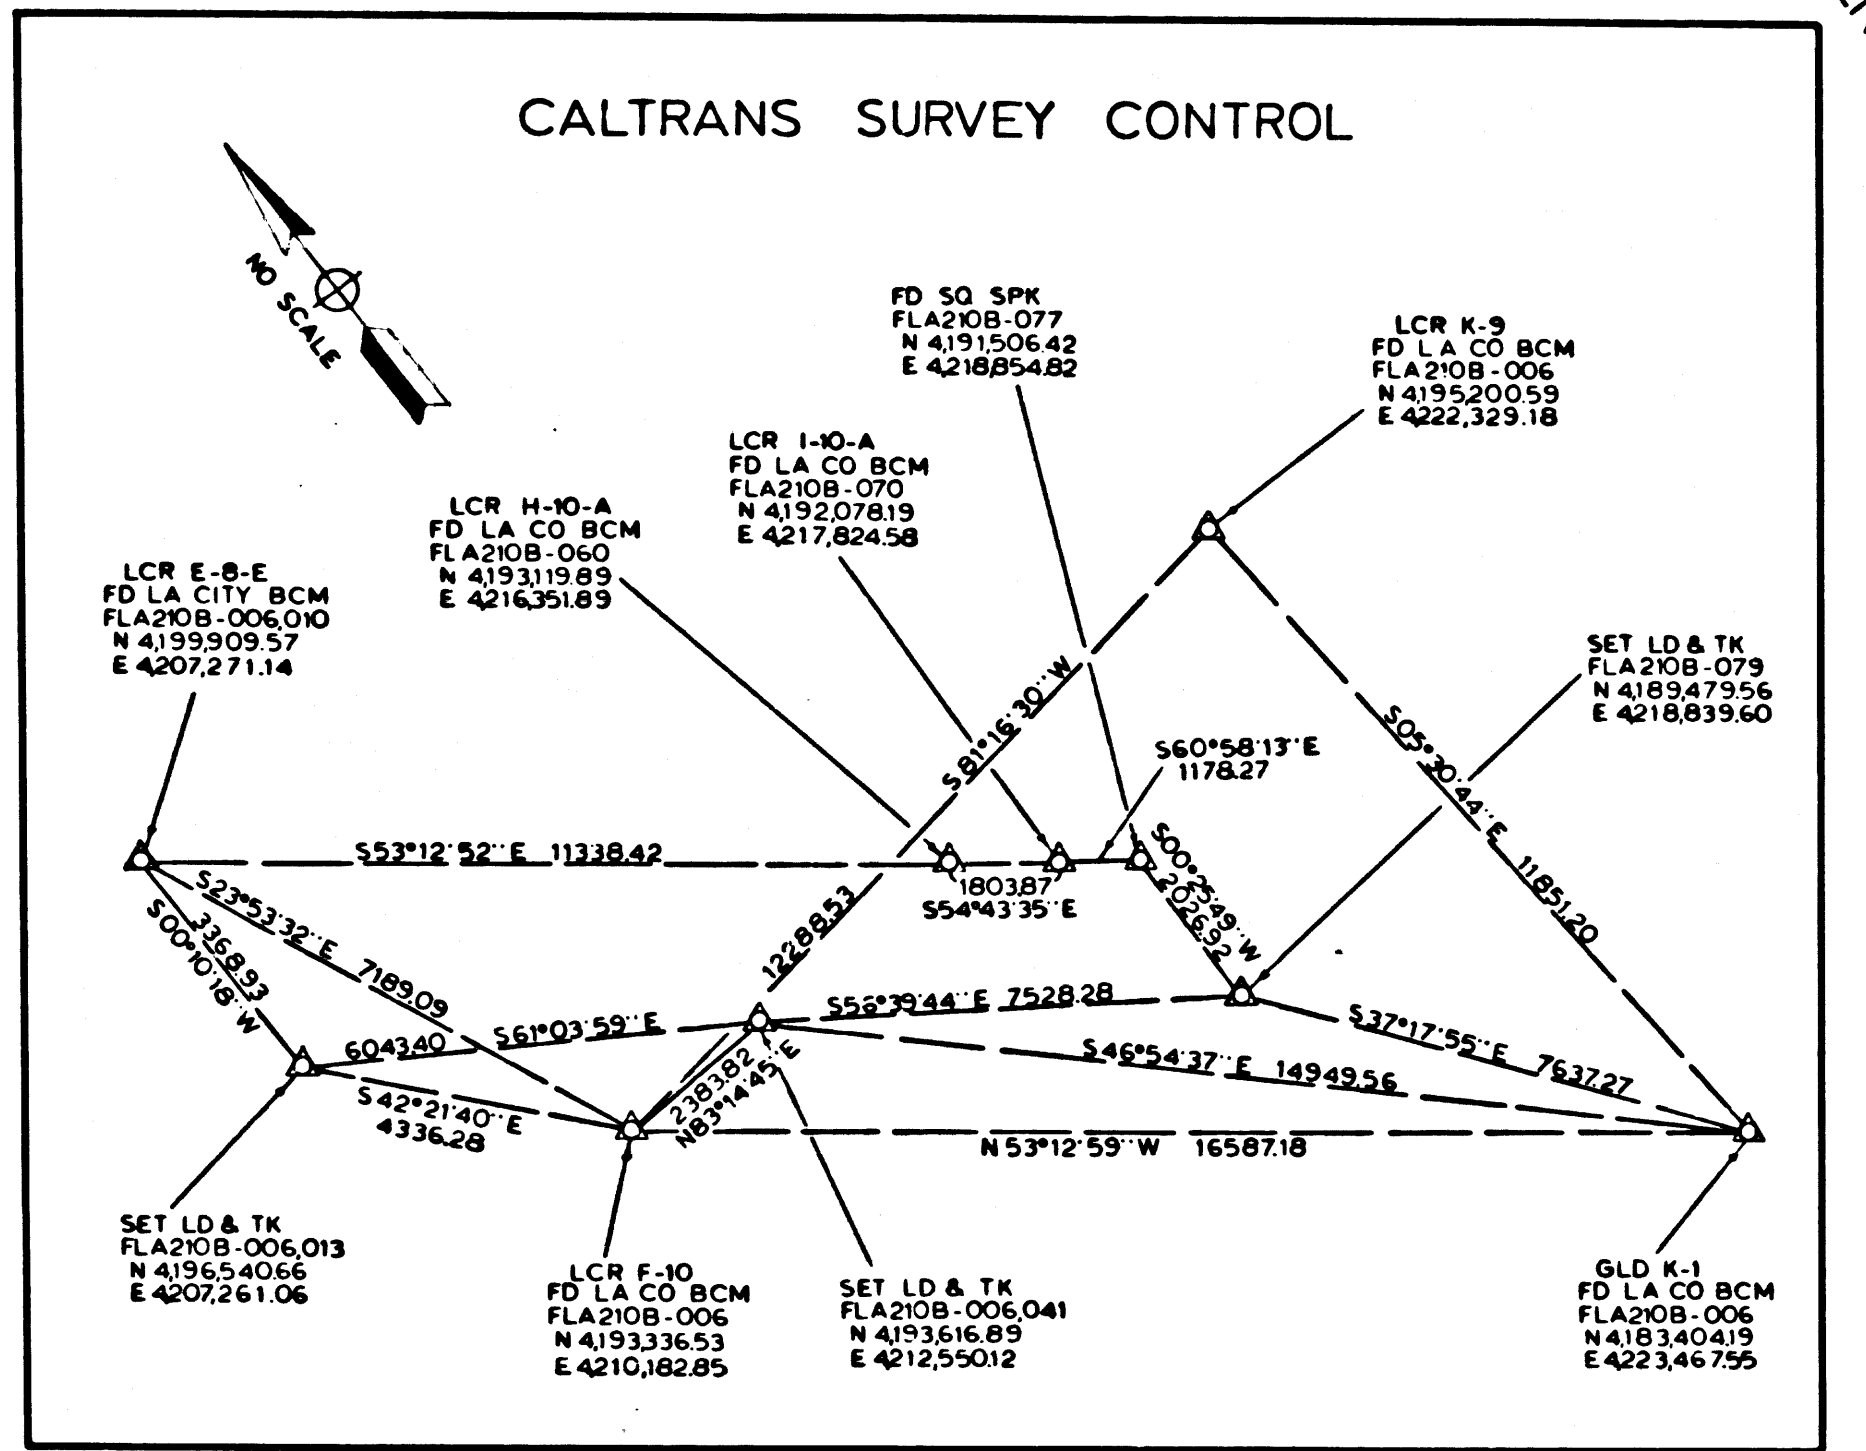 CALTRANS SURVEY CONTROL
NO SCALE
FD SQ SPK
FLA210B-077
N 4,191,506.42
E 4,218,854.82
LCR K-9
FD L A CO BCM
FLA210B-006
N 4,195,200.59
E 4,222,329.18
LCR I-10-A
FD LA CO BCM
FLA210B-070
N 4,192,078.19
E 4,217,824.58
LCR H-10-A
FD LA CO BCM
FLA210B-060
N 4,193,119.89
E 4,216,351.89
LCR E-8-E
FD LA CITY BCM
FLA210B-006,010
N 4,199,909.57
E 4,207,271.14
SET LD & TK
FLA210B-079
N 4,189,479.56
E 4,218,839.60
S 81°16'30"W
12288.53
S05°30'44"E 11851.20
S60°58'13"E
1178.27
S53°12'52"E 11338.42
1803.87
S54°43'35"E
S00°25'49"W
2026.92
S23°53'32"E 7189.09
3368.93
S00°10'18"W
6043.40 S61°03'59"E
S56°39'44"E 7528.28
S37°17'55"E 7637.27
S46°54'37"E 14949.56
S42°21'40"E
4336.28
2383.82
N83°14'45"E
N 53°12'59"W 16587.18
SET LD & TK
FLA210B-006,013
N 4,196,540.66
E 4,207,261.06
LCR F-10
FD LA CO BCM
FLA210B-006
N 4,193,336.53
E 4,210,182.85
SET LD & TK
FLA210B-006,041
N 4,193,616.89
E 4,212,550.12
GLD K-1
FD LA CO BCM
FLA210B-006
N 4,183,404.19
E 4,223,467.55